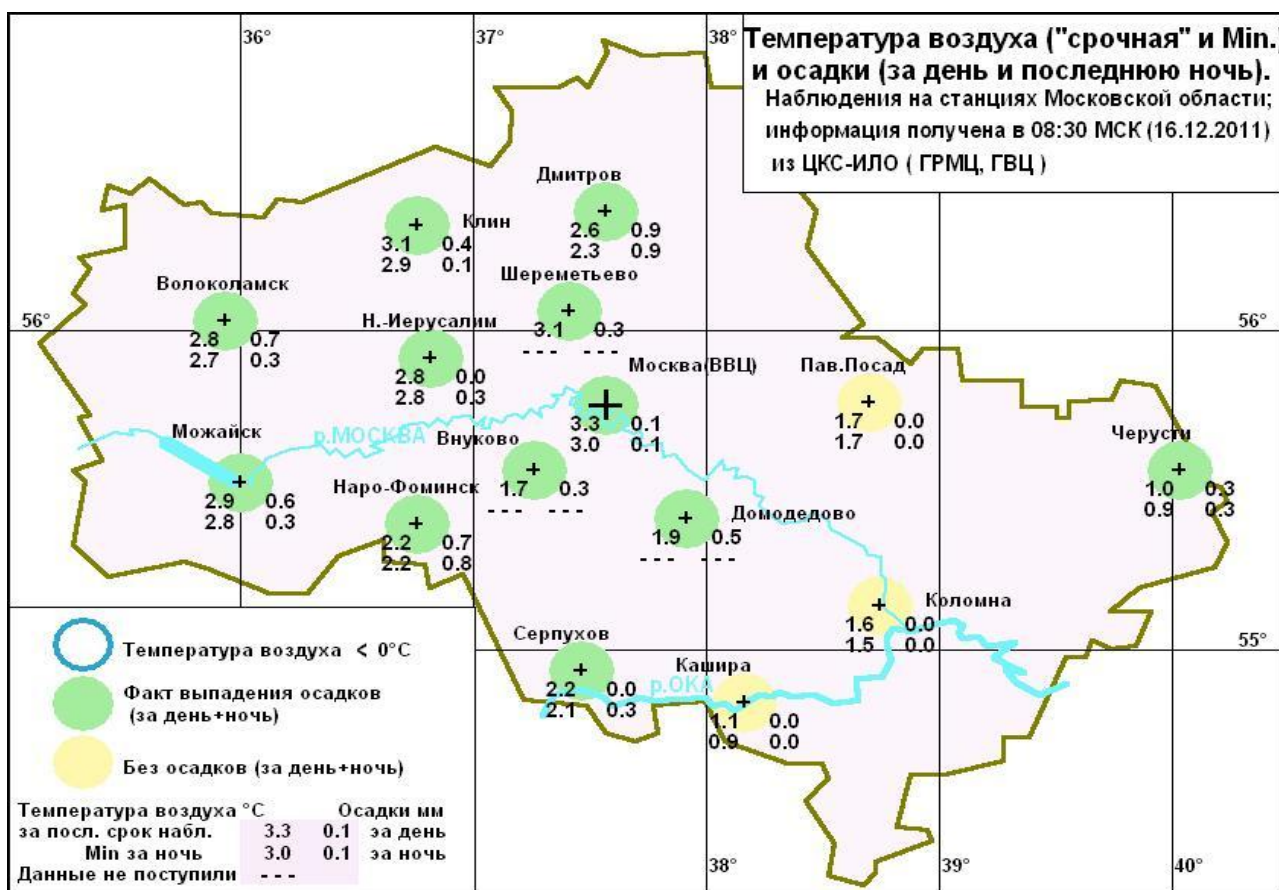 36°
37°
38°
Температура воздуха ("срочная" и Min.)
и осадки (за день и последнюю ночь).
Наблюдения на станциях Московской области;
информация получена в 08:30 МСК (16.12.2011)
из ЦКС-ИЛО ( ГРМЦ, ГВЦ )
Дмитров
2.6 0.9
2.3 0.9
Клин
3.1 0.4
2.9 0.1
Шереметьево
3.1 0.3
--- ---
Волоколамск
2.8 0.7
2.7 0.3
56°
56°
Н.-Иерусалим
2.8 0.0
2.8 0.3
Москва(ВВЦ)
3.3 0.1
3.0 0.1
Пав.Посад
1.7 0.0
1.7 0.0
Можайск
2.9 0.6
2.8 0.3
р.МОСКВА
Внуково
1.7 0.3
--- ---
Черусти
1.0 0.3
0.9 0.3
Наро-Фоминск
2.2 0.7
2.2 0.8
Домодедово
1.9 0.5
--- ---
Коломна
1.6 0.0
1.5 0.0
55°
Серпухов
2.2 0.0
2.1 0.3
р.ОКА
Кашира
1.1 0.0
0.9 0.0
Температура воздуха < 0°C
Факт выпадения осадков
(за день+ночь)
Без осадков (за день+ночь)
Температура воздуха °C Осадки мм
за посл. срок набл. 3.3 0.1 эа день
Min за ночь 3.0 0.1 эа ночь
Данные не поступили ---
38°
39°
40°